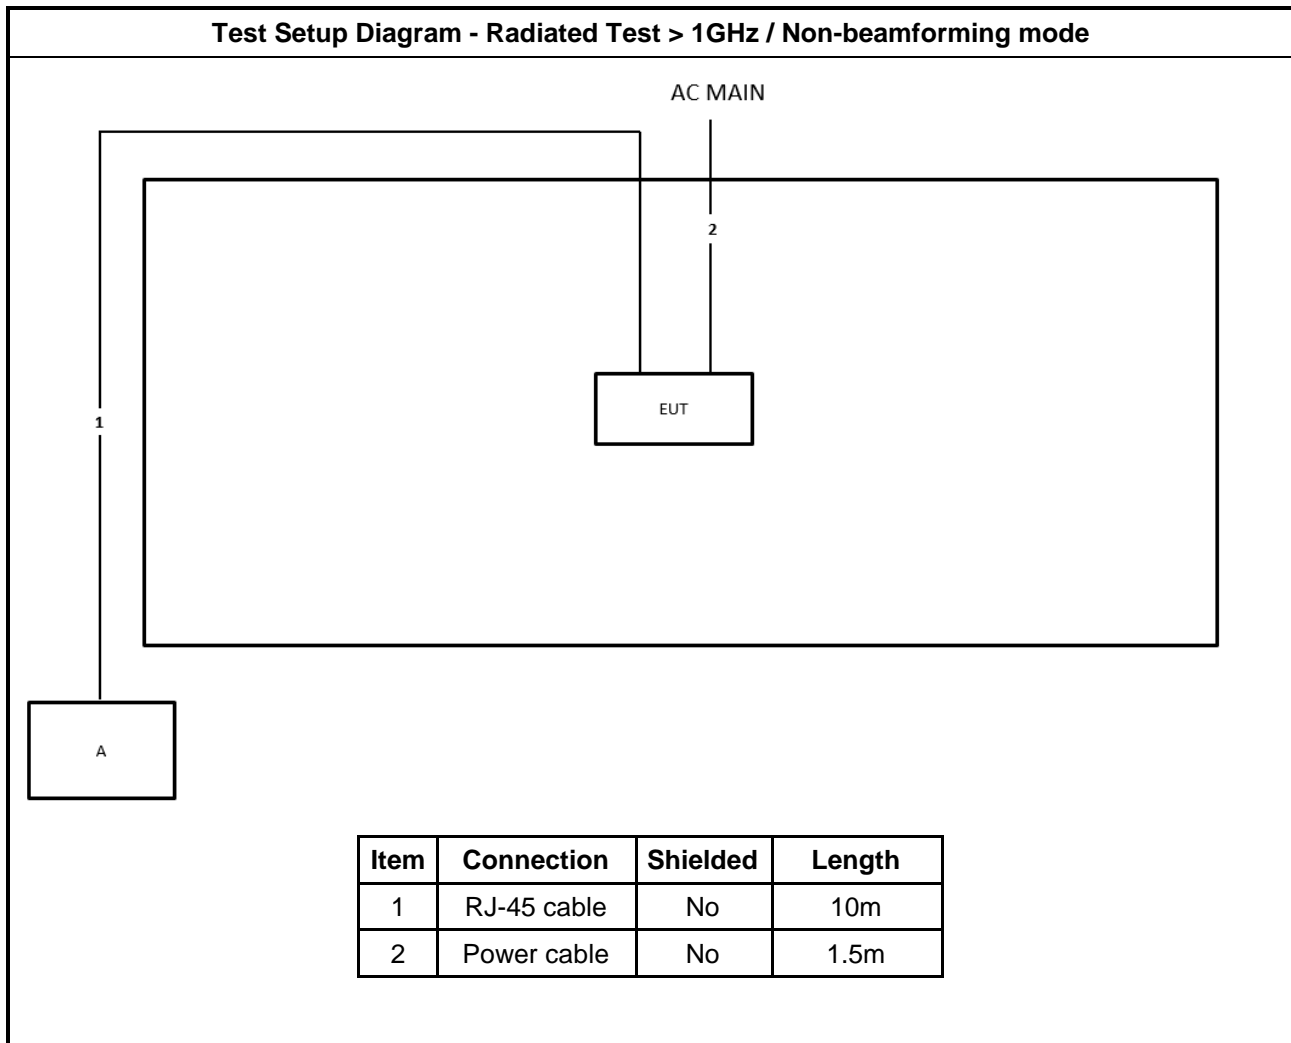 Test Setup Diagram - Radiated Test > 1GHz / Non-beamforming mode
AC MAIN
2
EUT
1
A
Item Connection Shielded Length
1 RJ-45 cable No 10m
2 Power cable No 1.5m